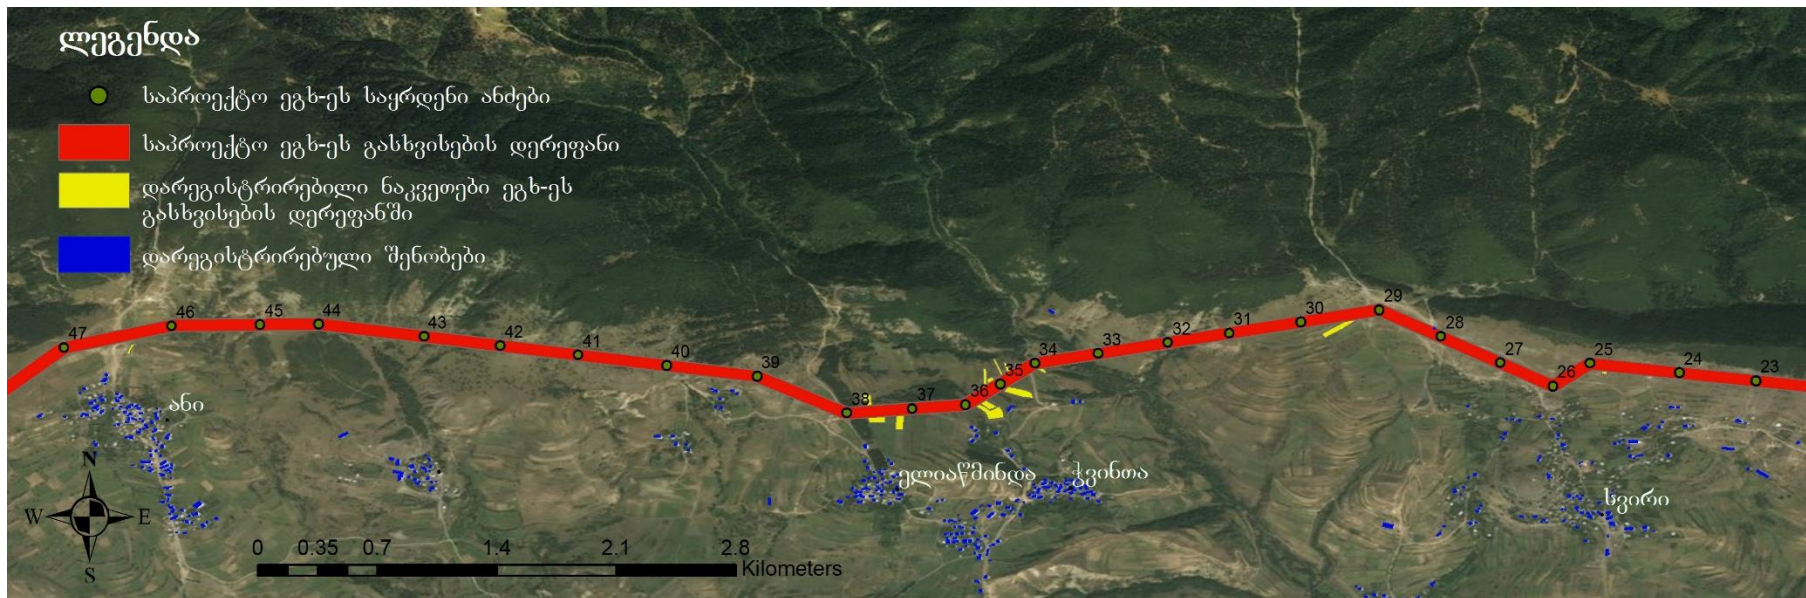 ლეგენდა
საპროექტო ეგხ-ეს საყრდენი ანძები
საპროექტო ეგხ-ეს გასხვისების დერეფანი
დარეგისტრირებილი ნაკვეთები ეგხ-ეს
გასხვისების დერეფანში
დარეგისტრირებული შენობები
47 46 45 44 43 42 41 40 39 38 37 36 35 34 33 32 31 30 29 28 27 26 25 24 23
ანი
ელიაწმინდა
ჭვინთა
სვირი
N
W E
S
0 0.35 0.7 1.4 2.1 2.8
Kilometers